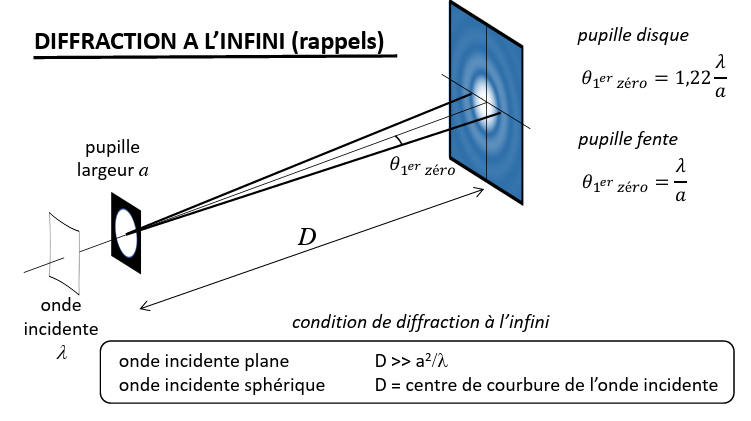 DIFFRACTION A L'INFINI (rappels)
pupille disque
θ1er zéro = 1,22 λ/a
pupille fente
θ1er zéro = λ/a
pupille
largeur a
θ1er zéro
D
onde
incidente
λ
condition de diffraction à l'infini
onde incidente plane D >> a²/λ
onde incidente sphérique D = centre de courbure de l'onde incidente